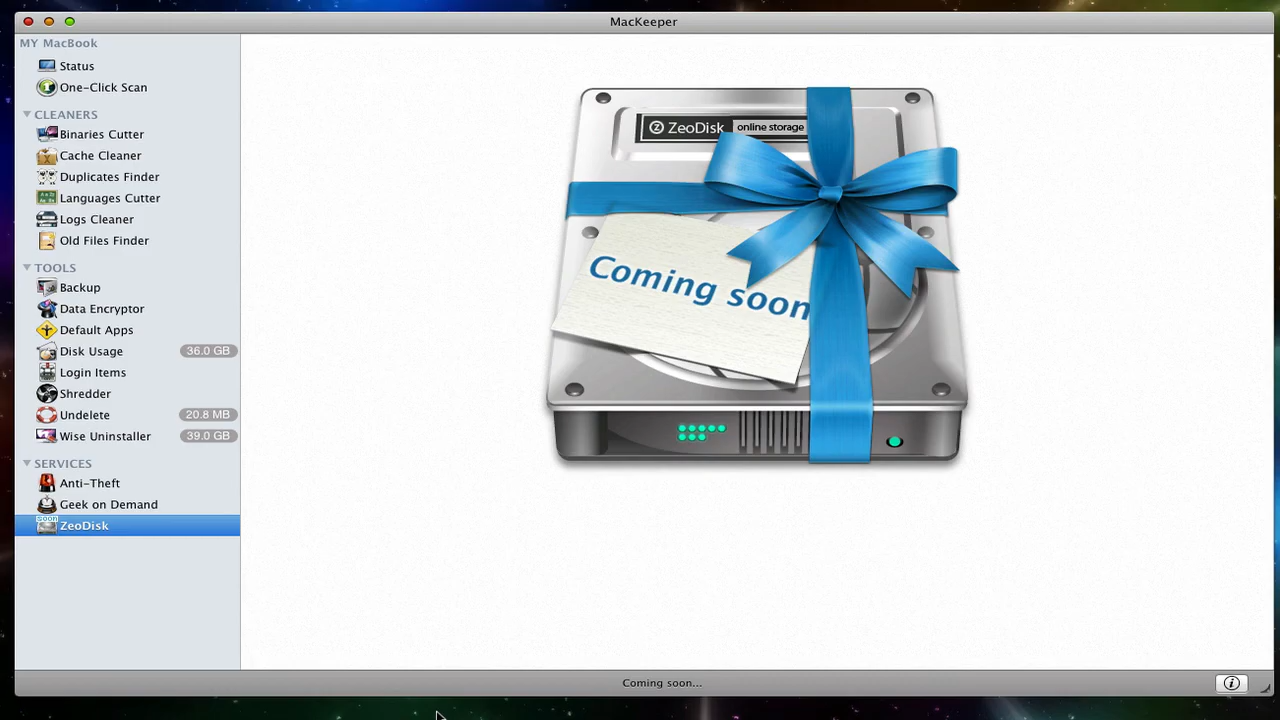 MacKeeper
MY MacBook
Status
One-Click Scan
CLEANERS
Binaries Cutter
Cache Cleaner
Duplicates Finder
Languages Cutter
Logs Cleaner
Old Files Finder
TOOLS
Backup
Data Encryptor
Default Apps
Disk Usage 36.0 GB
Login Items
Shredder
Undelete 20.8 MB
Wise Uninstaller 39.0 GB
SERVICES
Anti-Theft
Geek on Demand
soon
ZeoDisk
ZeoDisk online storage
Coming soon
Coming soon...